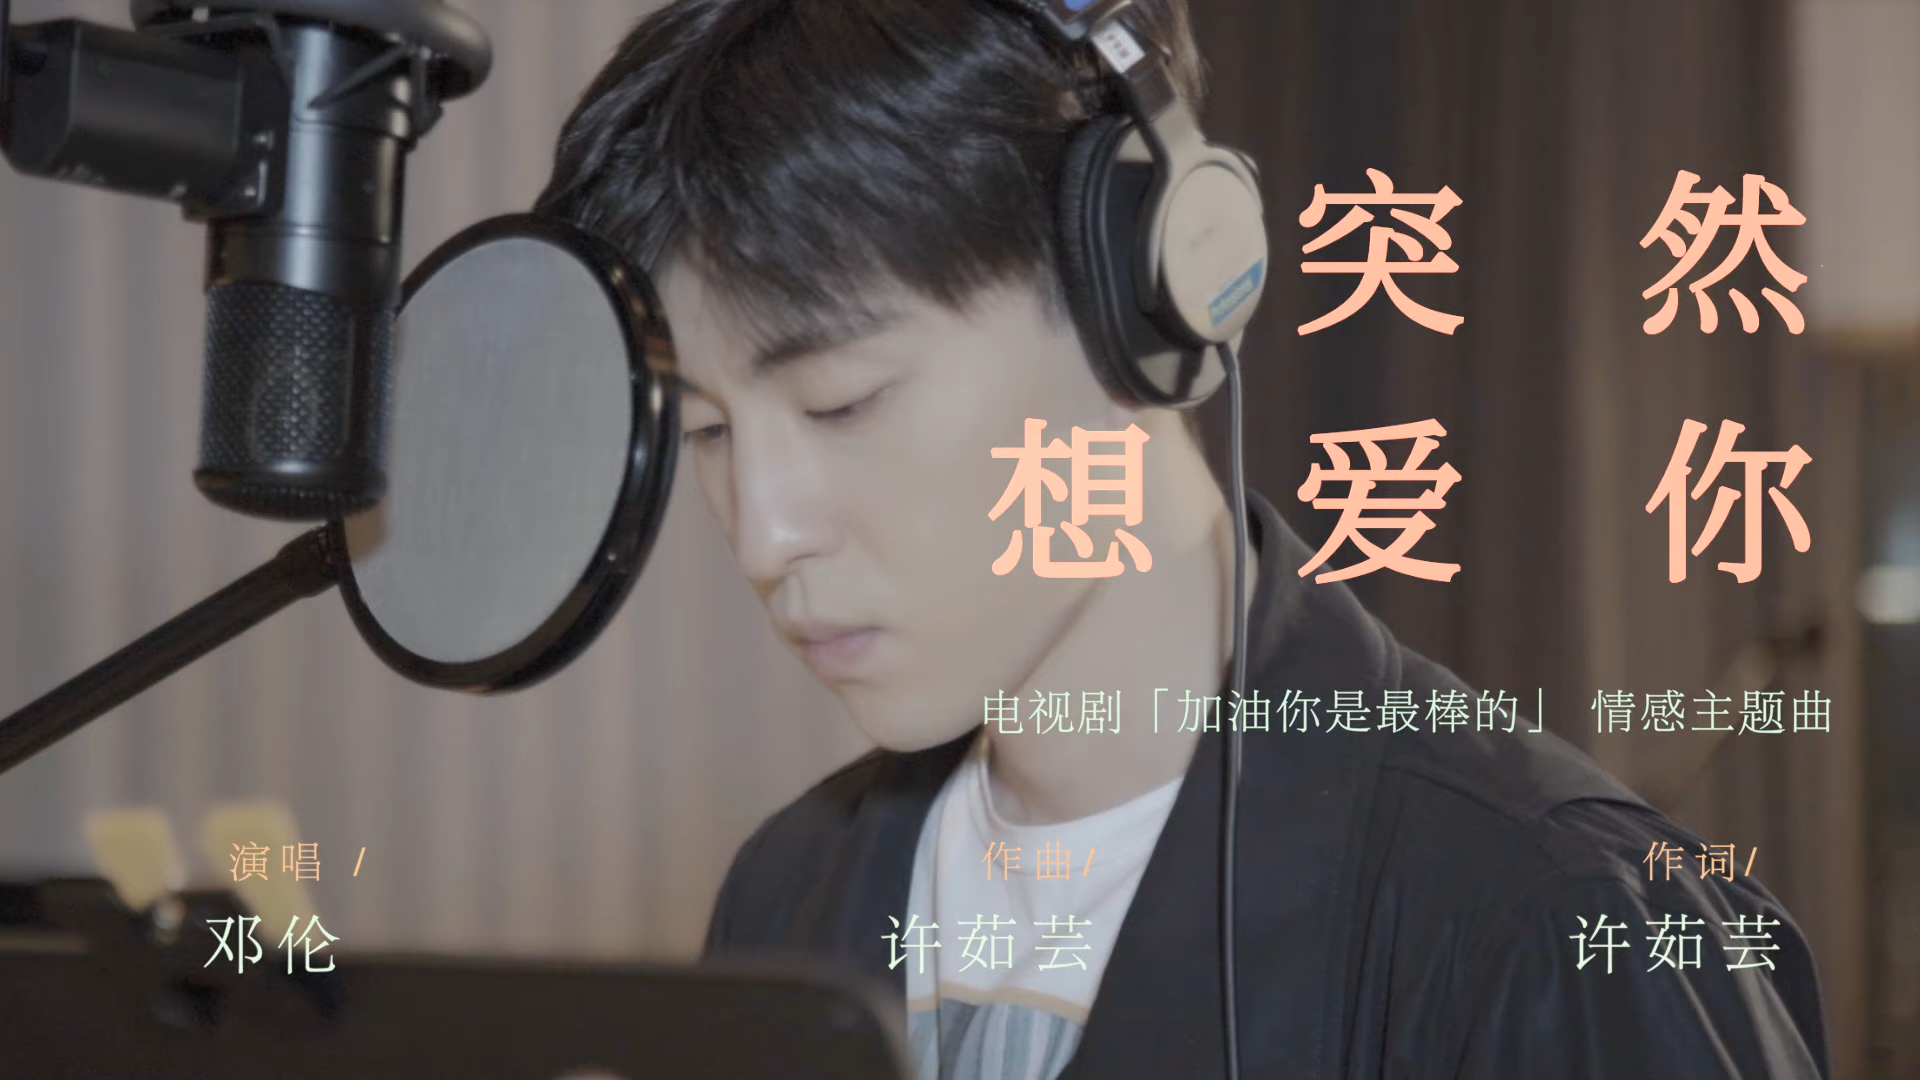 突然
想爱你
电视剧「加油你是最棒的」 情感主题曲
演唱 / 作曲/ 作词/
邓伦 许茹芸 许茹芸